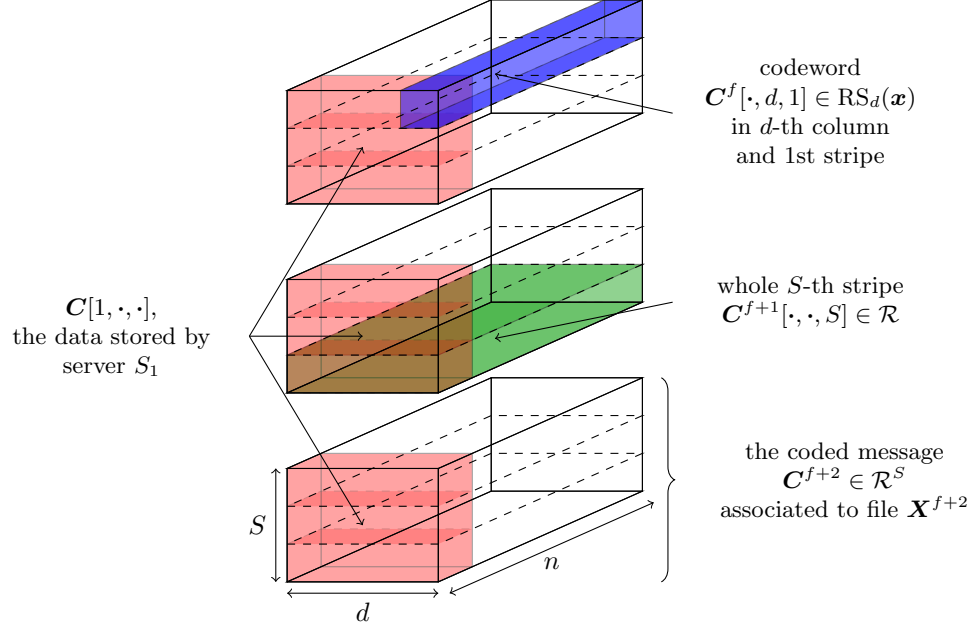 codeword
C^f[·, d, 1] ∈ RS_d(x)
in d-th column
and 1st stripe
C[1, ·, ·],
the data stored by
server S_1
whole S-th stripe
C^{f+1}[·, ·, S] ∈ R
the coded message
C^{f+2} ∈ R^S
associated to file X^{f+2}
S
n
d